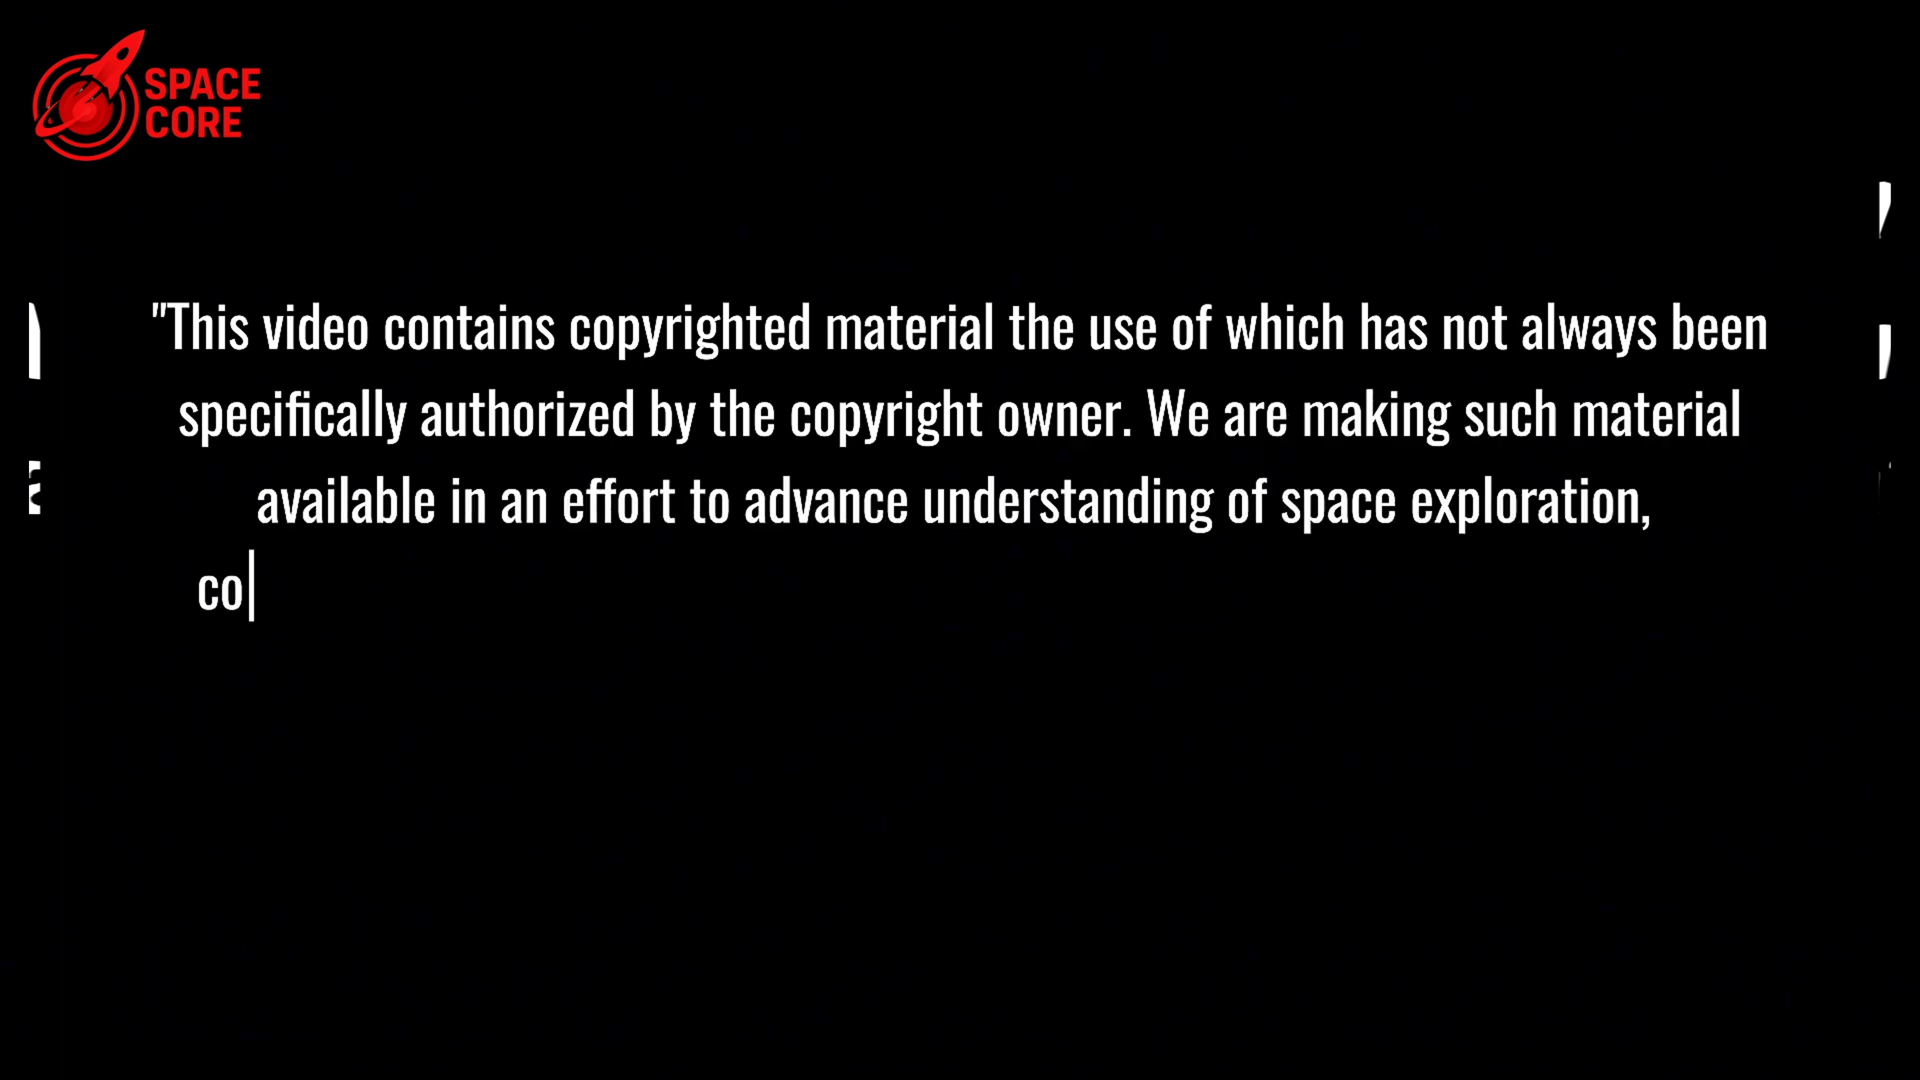 SPACE
CORE
"This video contains copyrighted material the use of which has not always been
specifically authorized by the copyright owner. We are making such material
available in an effort to advance understanding of space exploration,
co